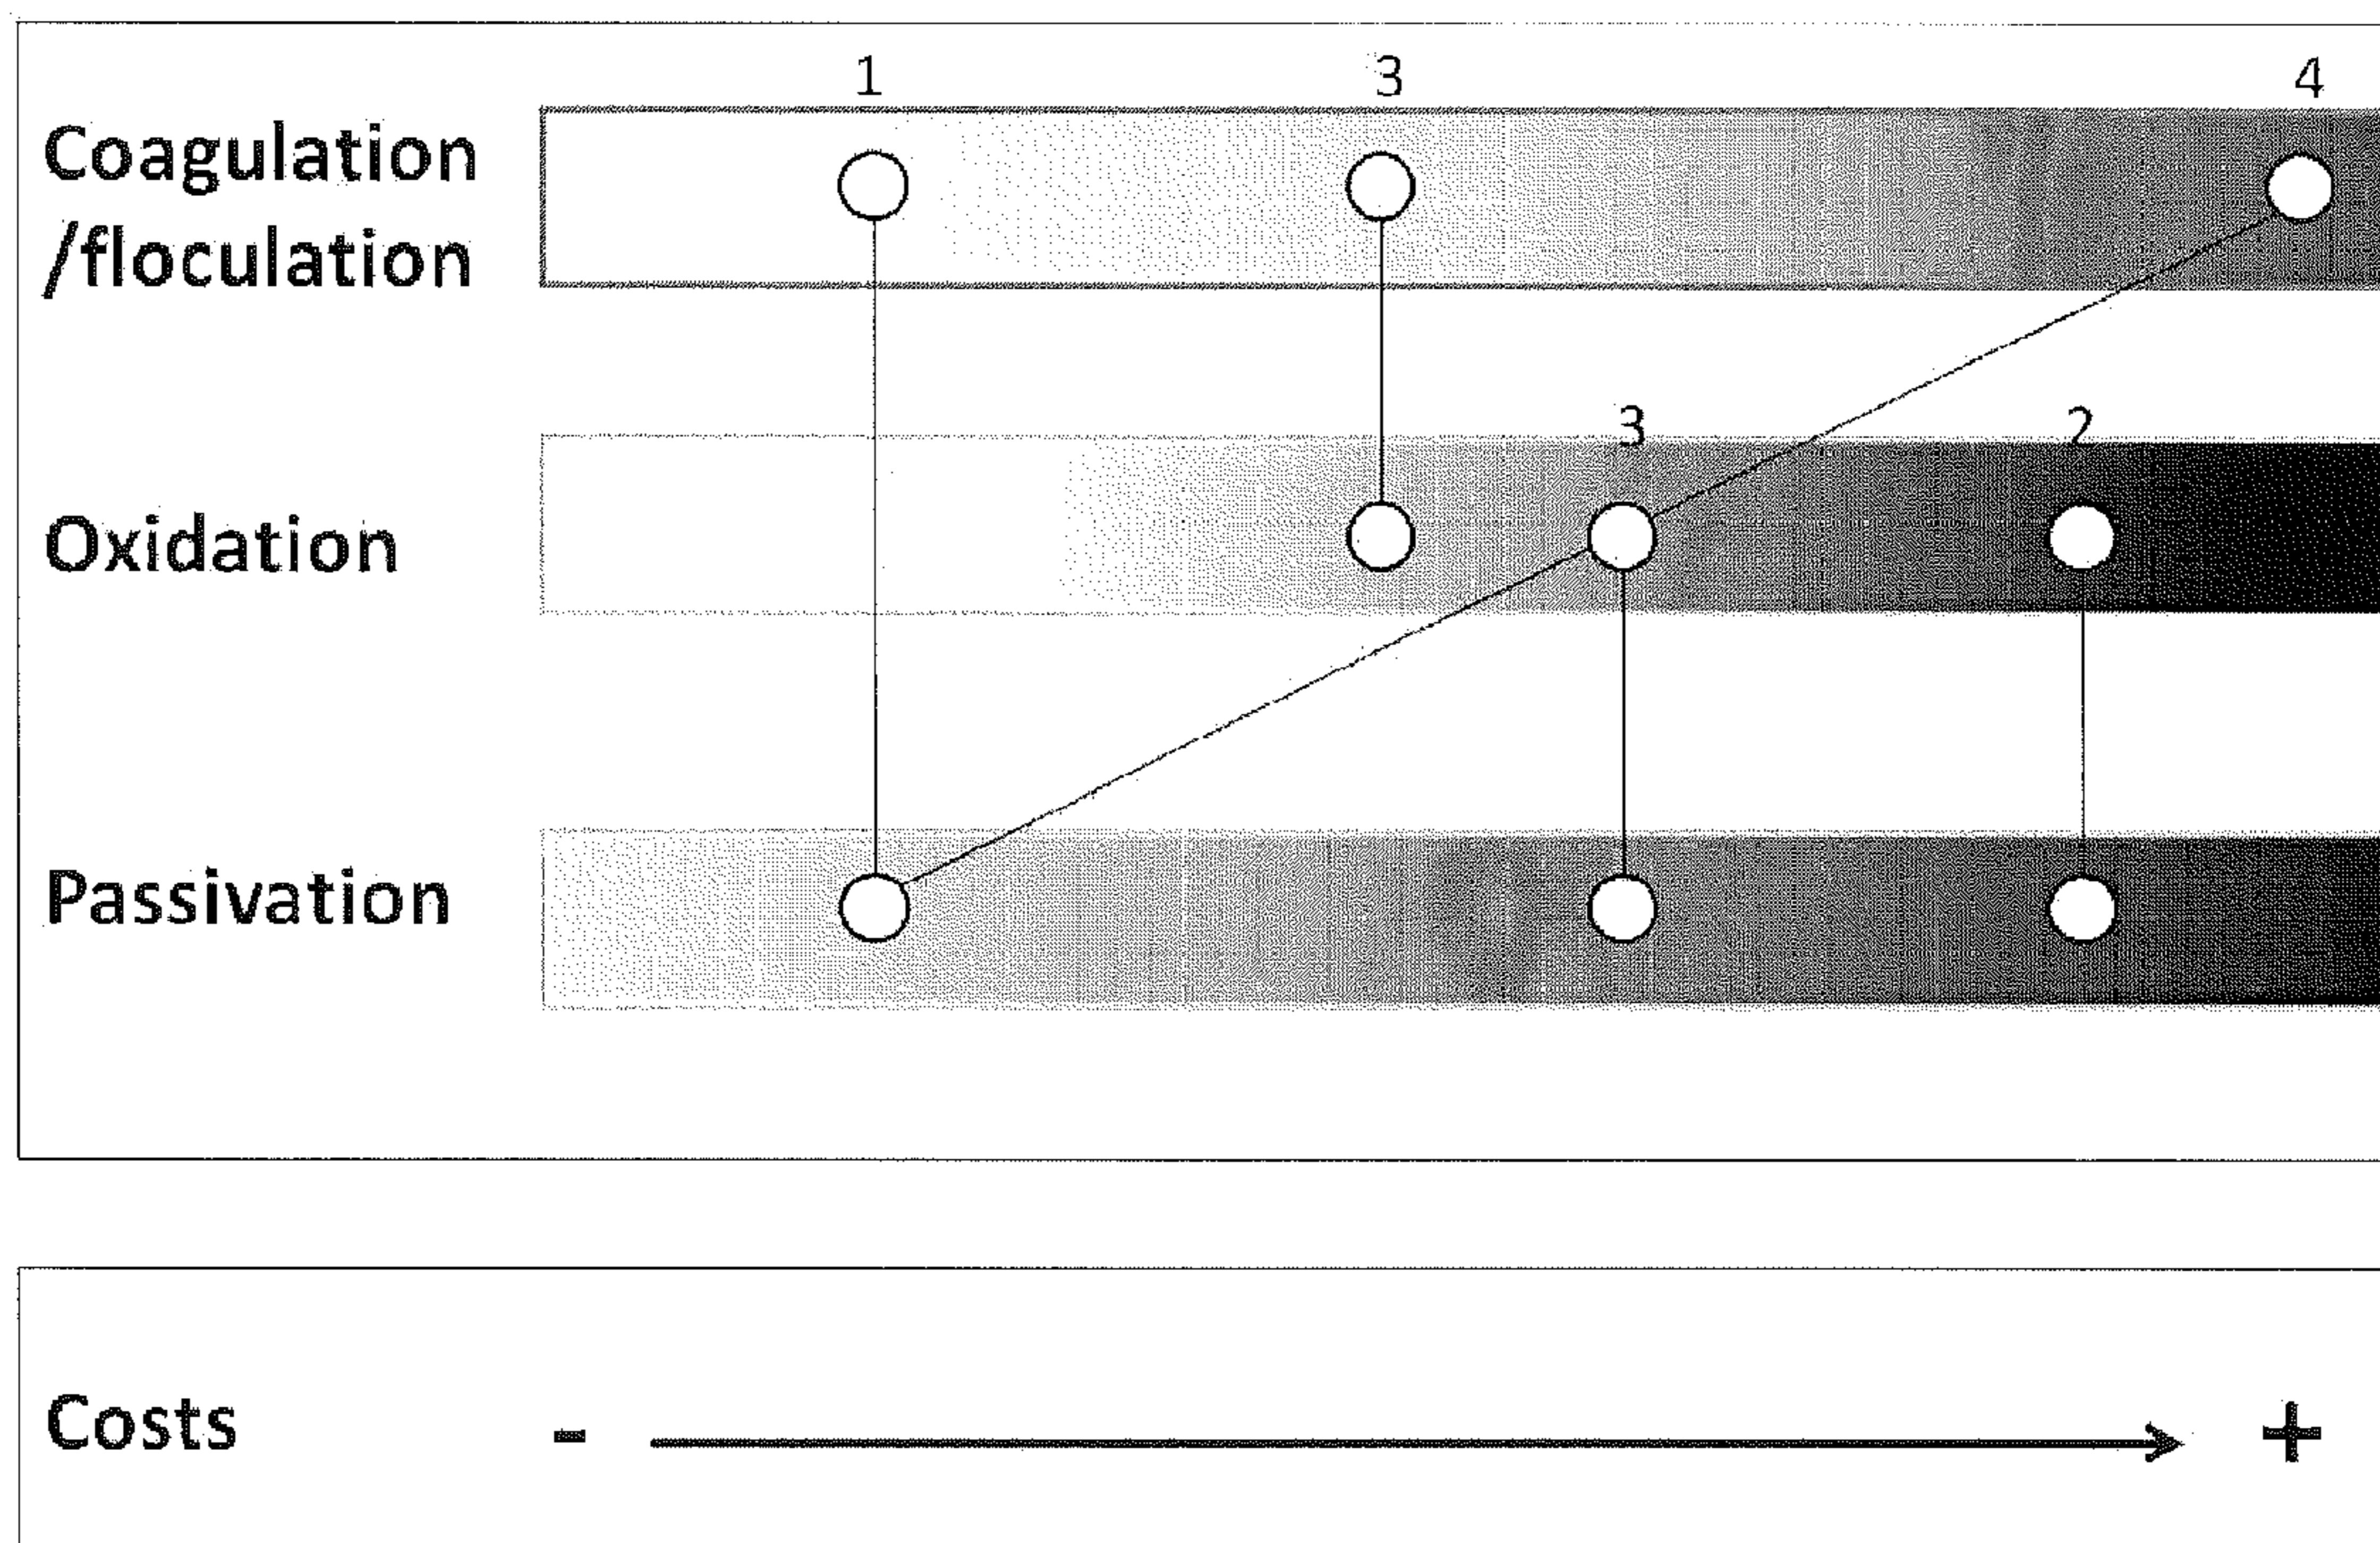 1 3 4
Coagulation
/floculation
3 2
Oxidation
Passivation
Costs - +